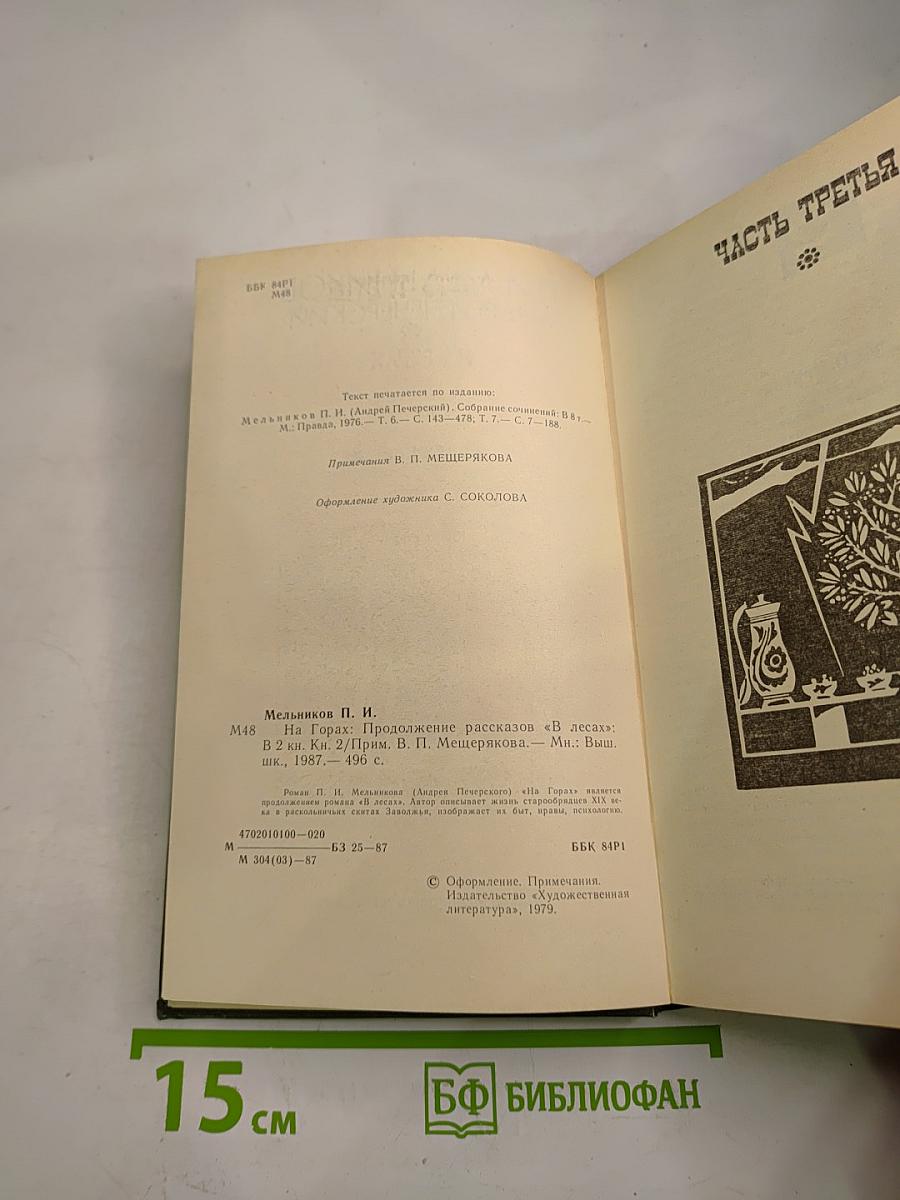 ББК 84Р1
М48
Текст печатается по изданию:
Мельников П. И. (Андрей Печерский). Собрание сочинений: В 8 т.—
М.: Правда, 1976.— Т. 6.— С. 143—478; Т. 7.— С. 7—188.
Примечания В. П. МЕЩЕРЯКОВА
Оформление художника С. СОКОЛОВА
Мельников П. И.
М48 На Горах: Продолжение рассказов «В лесах»:
В 2 кн. Кн. 2/Прим. В. П. Мещерякова.— Мн.: Выш.
шк., 1987.— 496 с.
Роман П. И. Мельникова (Андрея Печерского) «На Горах» является
продолжением романа «В лесах». Автор описывает жизнь старообрядцев XIX ве-
ка в раскольничьих скитах Заволжья, изображает их быт, нравы, психологию.
4702010100—020
М ———— БЗ 25—87
М 304(03)—87
ББК 84Р1
© Оформление. Примечания.
Издательство «Художественная
литература», 1979.
ЧАСТЬ ТРЕТЬЯ
15 см
БФ БИБЛИОФАН